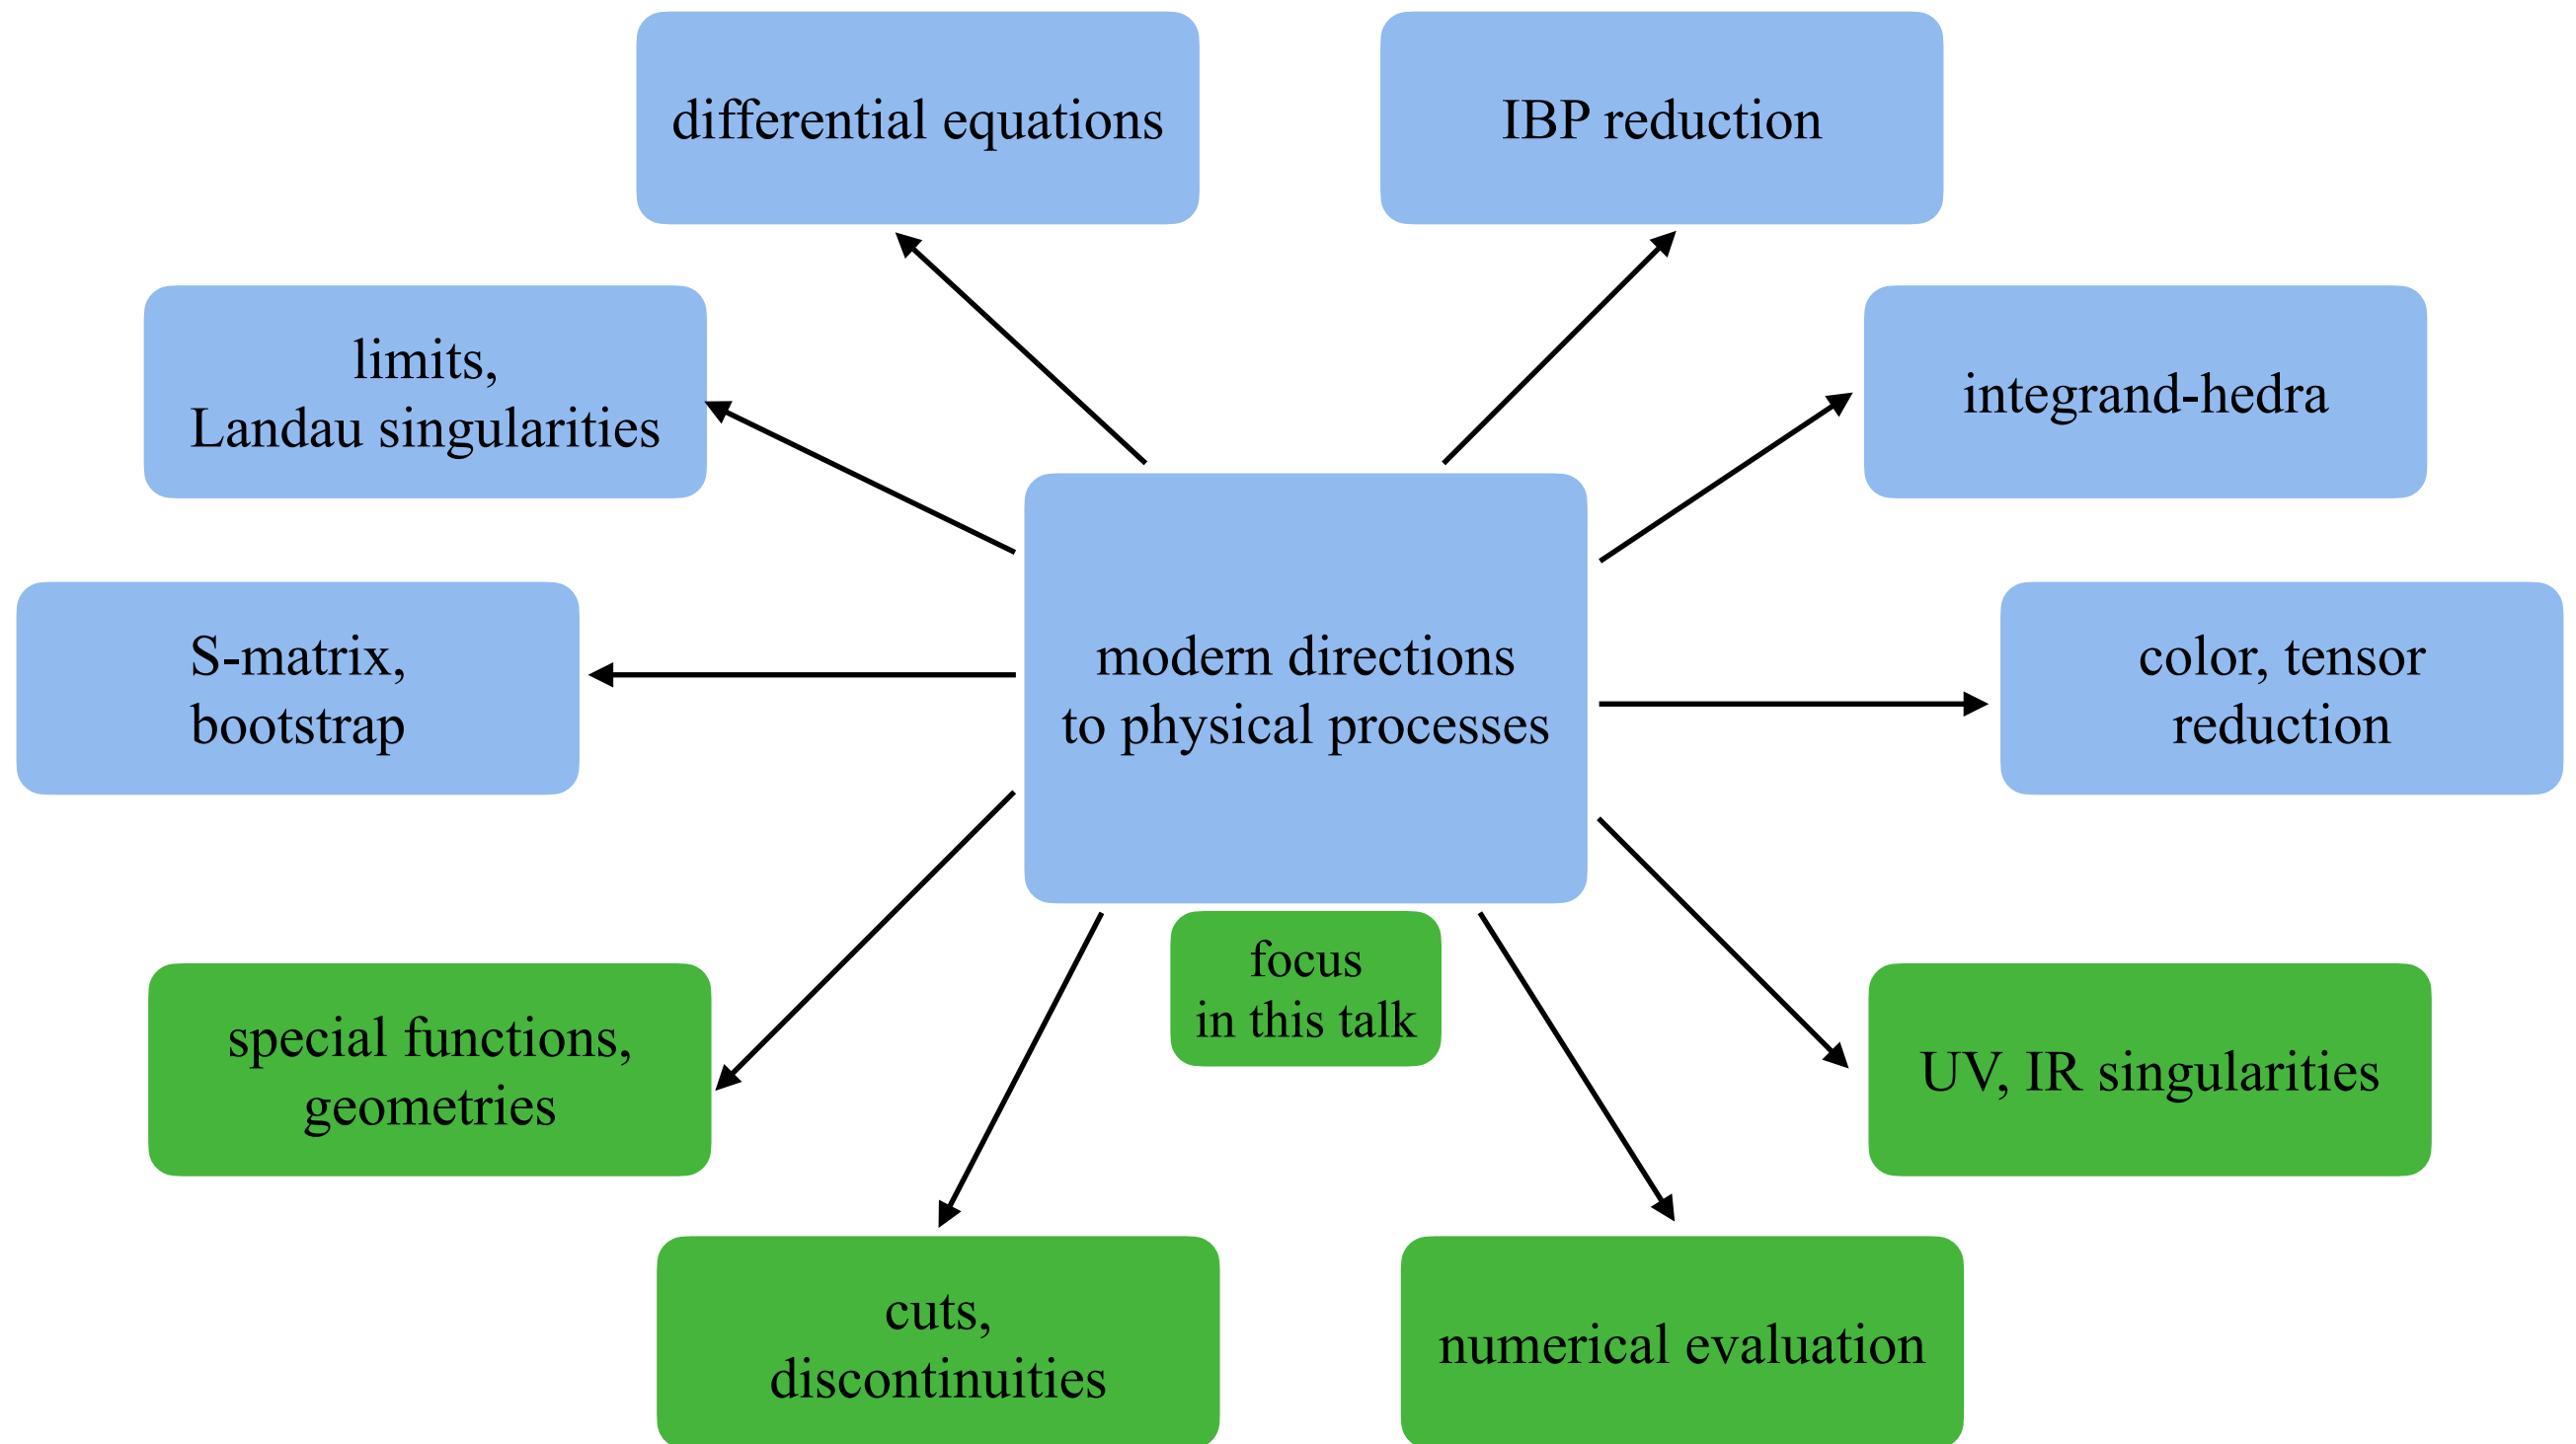 differential equations
IBP reduction
limits,
Landau singularities
integrand-hedra
S-matrix,
bootstrap
modern directions
to physical processes
color, tensor
reduction
focus
in this talk
special functions,
geometries
UV, IR singularities
cuts,
discontinuities
numerical evaluation